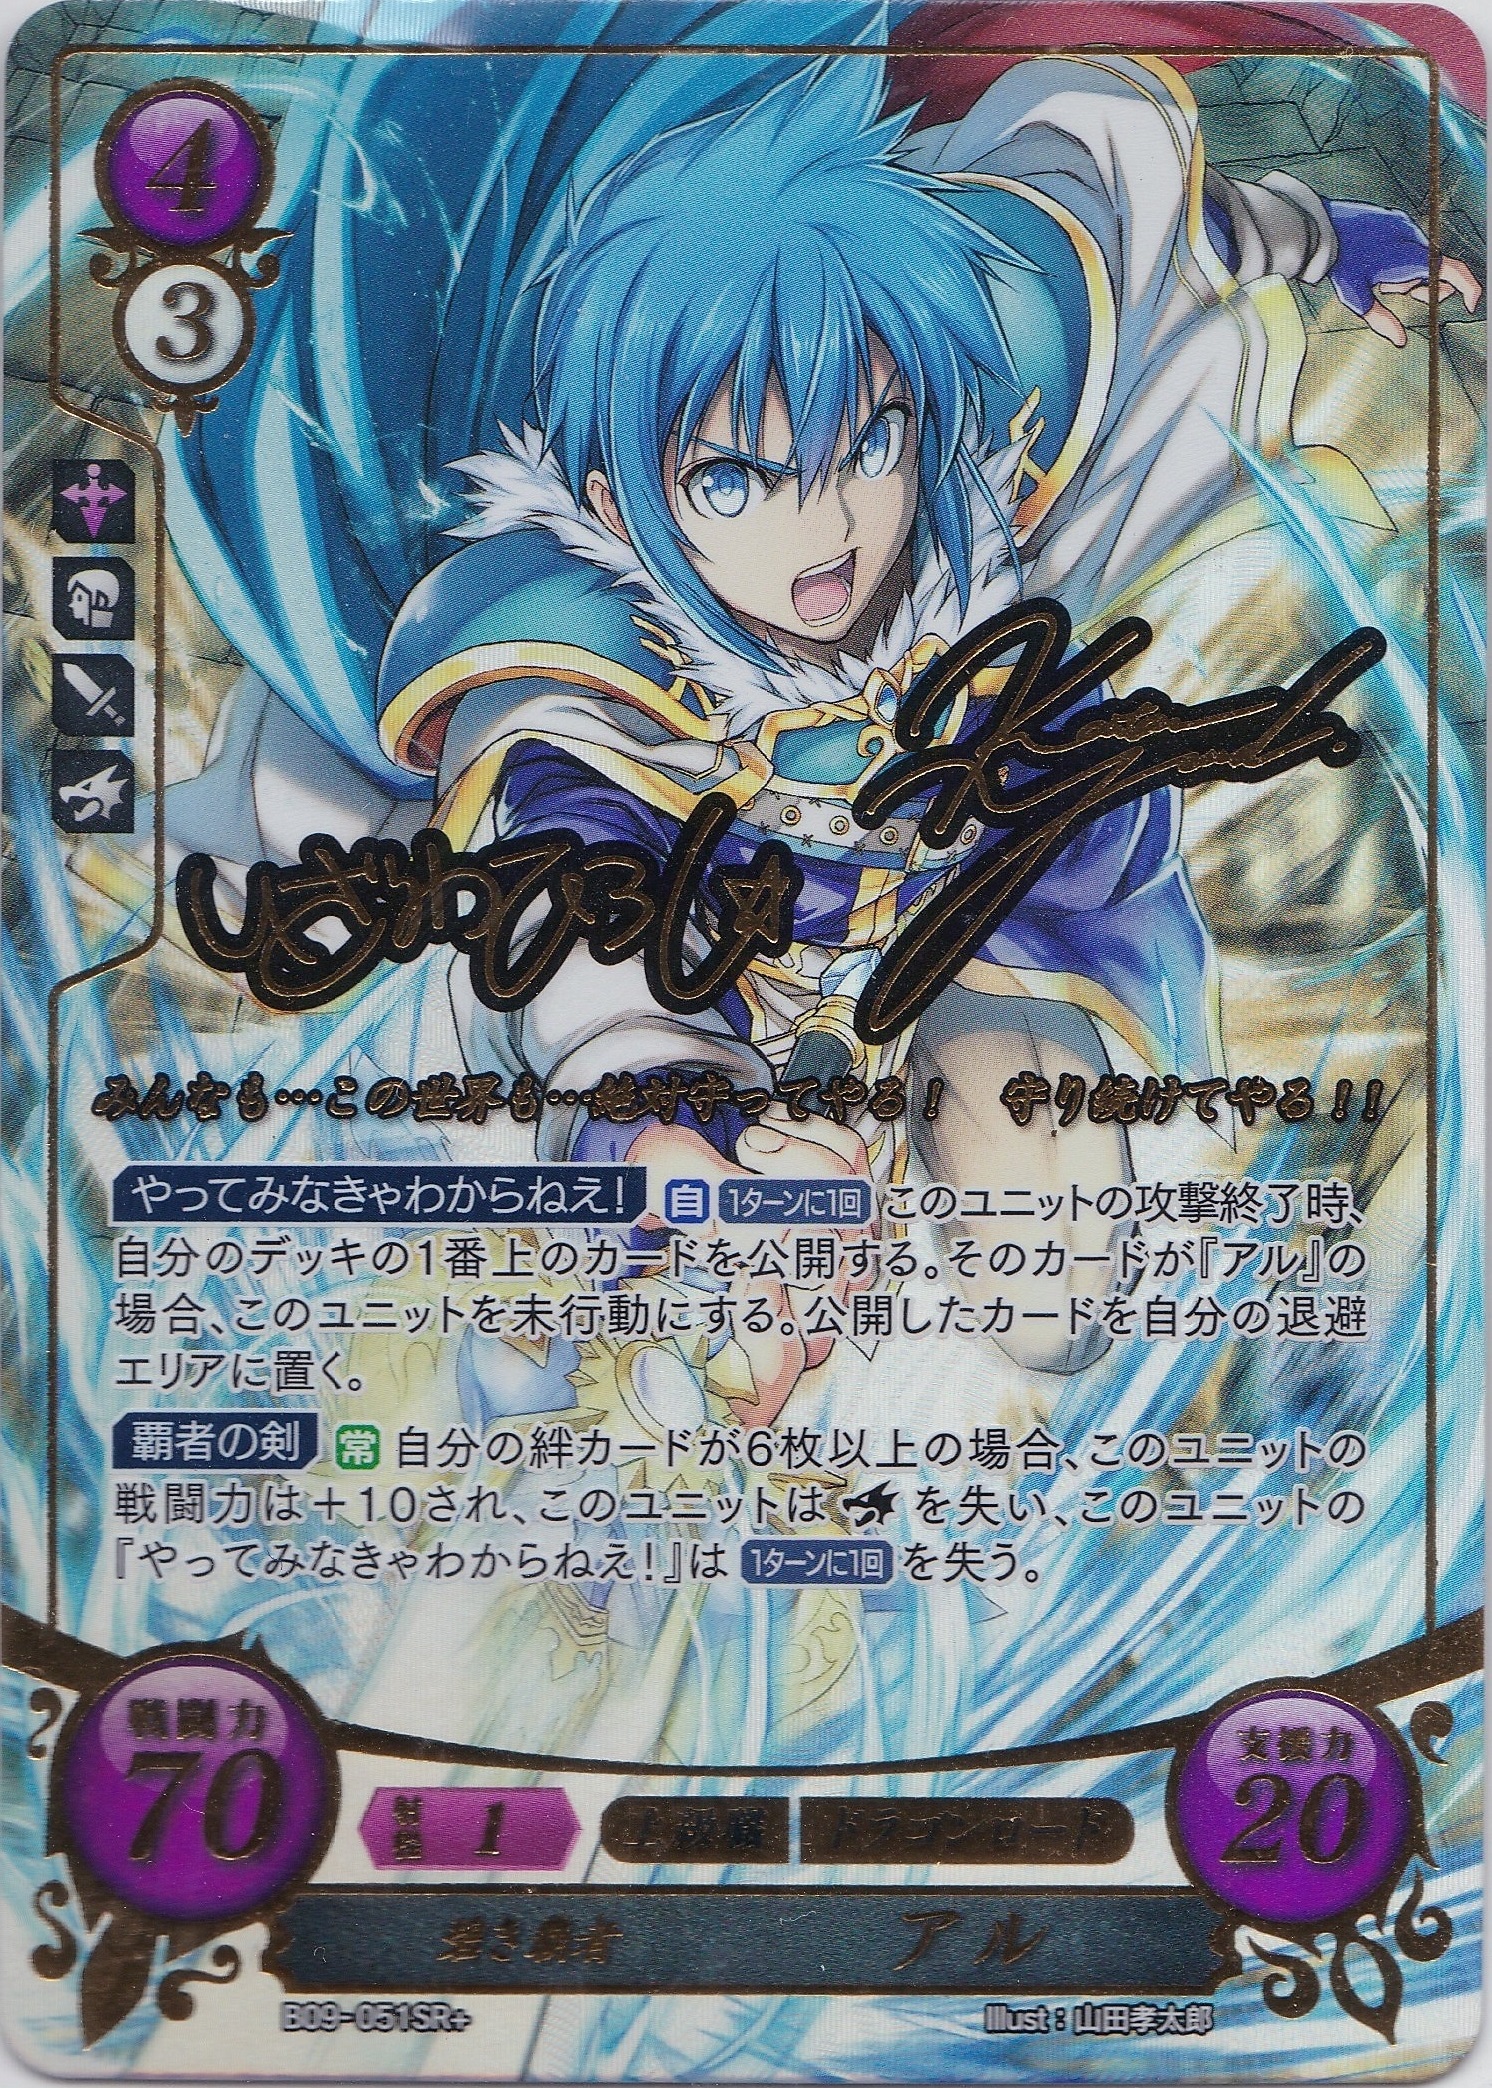 4
3
しざわひろし☆
みんなも…この世界も…絶対守ってやる！　守り続けてやる！！
やってみなきゃわからねえ！ 自 1ターンに1回 このユニットの攻撃終了時、
自分のデッキの1番上のカードを公開する。そのカードが『アル』の
場合、このユニットを未行動にする。公開したカードを自分の退避
エリアに置く。
覇者の剣 常 自分の絆カードが6枚以上の場合、このユニットの
戦闘力は＋10され、このユニットは を失い、このユニットの
『やってみなきゃわからねえ！』は 1ターンに1回 を失う。
戦闘力
70
射程 1
上級職 ドラゴンロード
支援力
20
若き覇者 アル
B09-051SR+
Illust：山田孝太郎